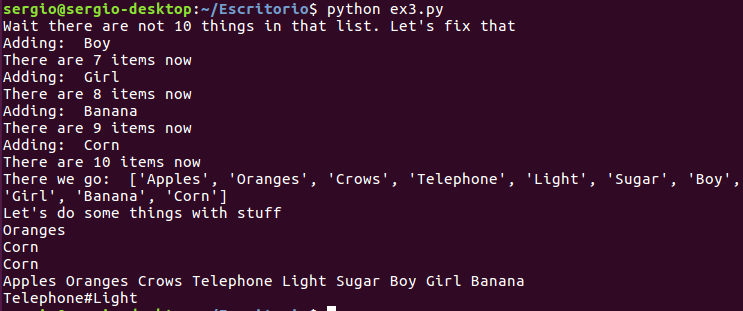 sergio@sergio-desktop:~/Escritorio$ python ex3.py
Wait there are not 10 things in that list. Let's fix that
Adding:  Boy
There are 7 items now
Adding:  Girl
There are 8 items now
Adding:  Banana
There are 9 items now
Adding:  Corn
There are 10 items now
There we go:  ['Apples', 'Oranges', 'Crows', 'Telephone', 'Light', 'Sugar', 'Boy',
'Girl', 'Banana', 'Corn']
Let's do some things with stuff
Oranges
Corn
Corn
Apples Oranges Crows Telephone Light Sugar Boy Girl Banana
Telephone#Light
sergio@sergio-desktop:~/Escritorio$